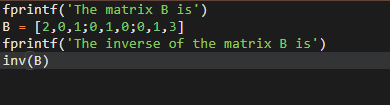 fprintf('The matrix B is')
B = [2,0,1;0,1,0;0,1,3]
fprintf('The inverse of the matrix B is')
inv(B)